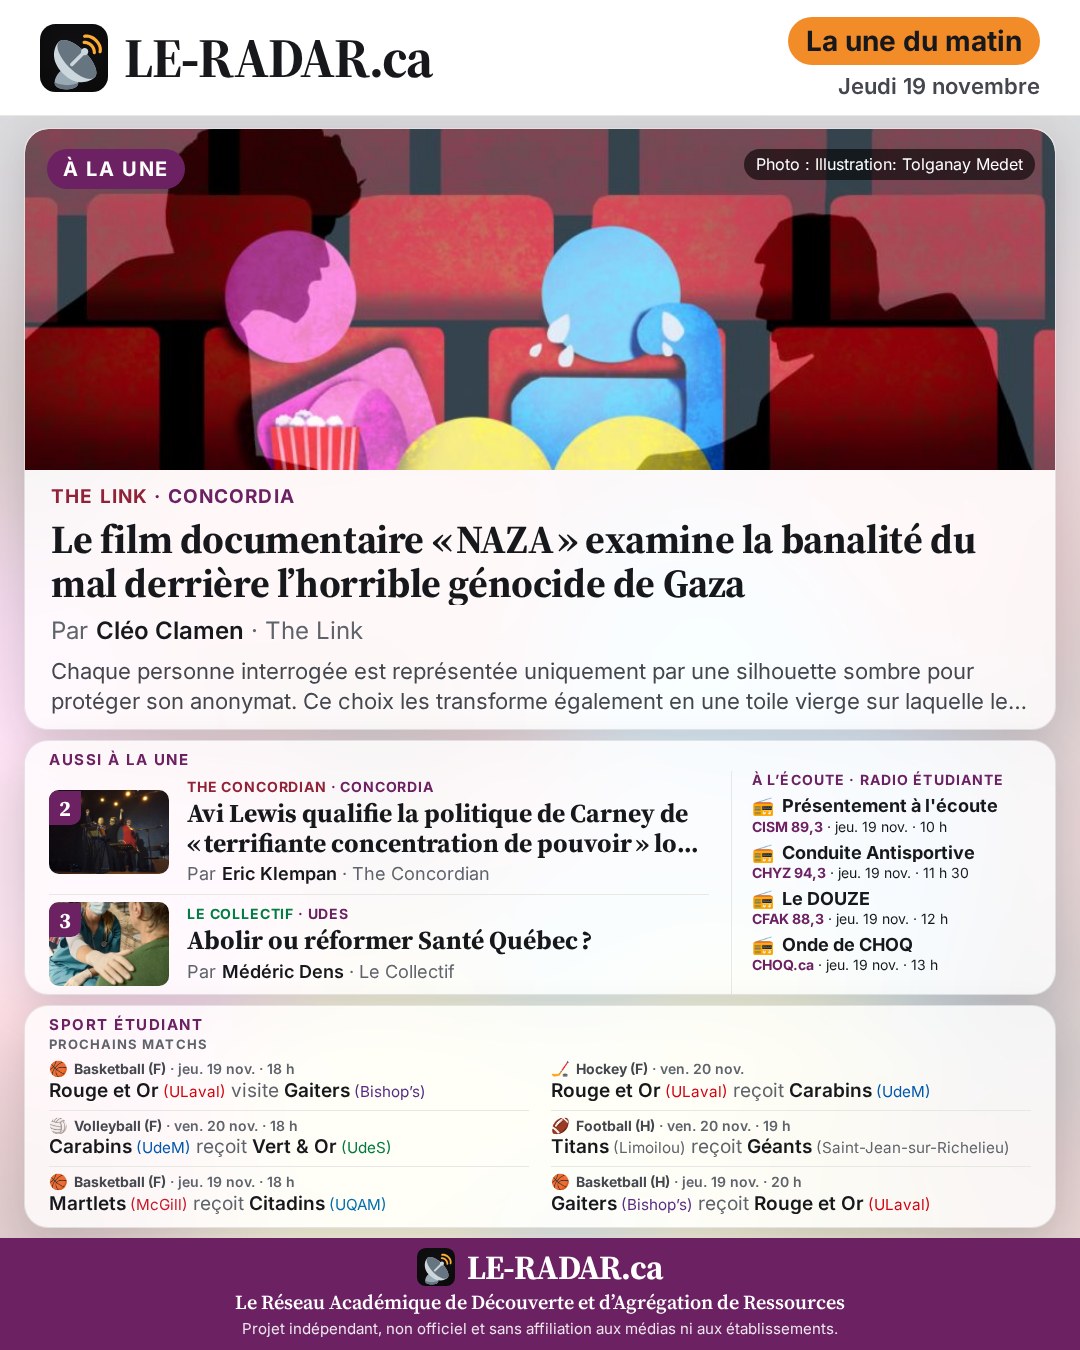 LE-RADAR.ca
La une du matin
Jeudi 19 novembre
À LA UNE
Photo : Illustration: Tolganay Medet
THE LINK · CONCORDIA
Le film documentaire « NAZA » examine la banalité du
mal derrière l’horrible génocide de Gaza
Par Cléo Clamen · The Link
Chaque personne interrogée est représentée uniquement par une silhouette sombre pour
protéger son anonymat. Ce choix les transforme également en une toile vierge sur laquelle le…
AUSSI À LA UNE
2
THE CONCORDIAN · CONCORDIA
Avi Lewis qualifie la politique de Carney de
« terrifiante concentration de pouvoir » lo…
Par Eric Klempan · The Concordian
3
LE COLLECTIF · UDES
Abolir ou réformer Santé Québec ?
Par Médéric Dens · Le Collectif
À L’ÉCOUTE · RADIO ÉTUDIANTE
Présentement à l'écoute
CISM 89,3 · jeu. 19 nov. · 10 h
Conduite Antisportive
CHYZ 94,3 · jeu. 19 nov. · 11 h 30
Le DOUZE
CFAK 88,3 · jeu. 19 nov. · 12 h
Onde de CHOQ
CHOQ.ca · jeu. 19 nov. · 13 h
SPORT ÉTUDIANT
PROCHAINS MATCHS
Basketball (F) · jeu. 19 nov. · 18 h
Rouge et Or (ULaval) visite Gaiters (Bishop’s)
Hockey (F) · ven. 20 nov.
Rouge et Or (ULaval) reçoit Carabins (UdeM)
Volleyball (F) · ven. 20 nov. · 18 h
Carabins (UdeM) reçoit Vert & Or (UdeS)
Football (H) · ven. 20 nov. · 19 h
Titans (Limoilou) reçoit Géants (Saint-Jean-sur-Richelieu)
Basketball (F) · jeu. 19 nov. · 18 h
Martlets (McGill) reçoit Citadins (UQAM)
Basketball (H) · jeu. 19 nov. · 20 h
Gaiters (Bishop’s) reçoit Rouge et Or (ULaval)
LE-RADAR.ca
Le Réseau Académique de Découverte et d’Agrégation de Ressources
Projet indépendant, non officiel et sans affiliation aux médias ni aux établissements.